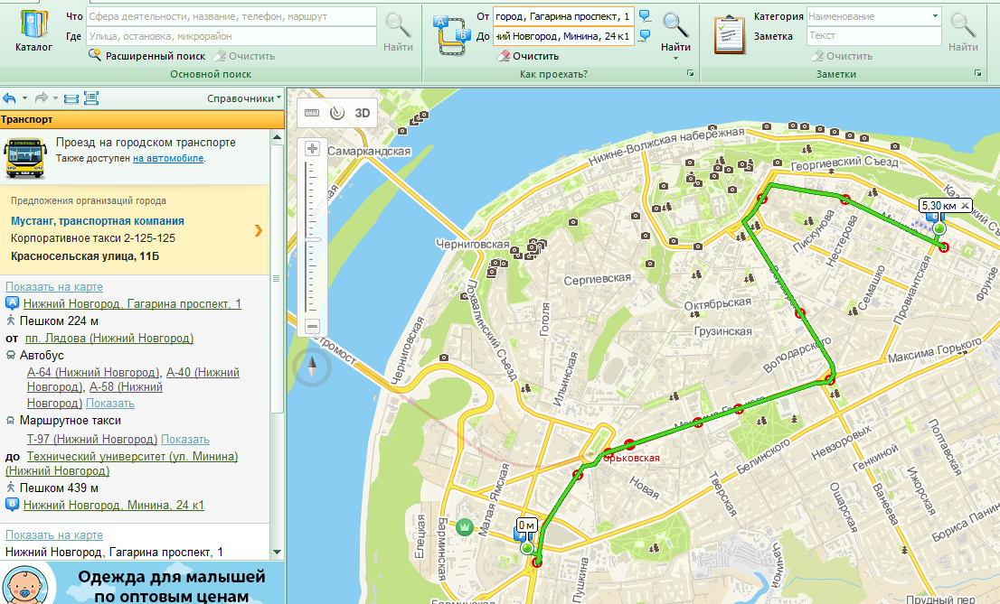 Каталог
Что
Сфера деятельности, название, телефон, маршрут
Где
Улица, остановка, микрорайон
Расширенный поиск
Очистить
Найти
Основной поиск
От
город, Гагарина проспект, 1
До
ий Новгород, Минина, 24 к1
Очистить
Найти
Как проехать?
Категория
Наименование
Заметка
Текст
Найти
Очистить
Заметки
Справочники
Транспорт
Проезд на городском транспорте
Также доступен на автомобиле.
Предложения организаций города
Мустанг, транспортная компания
Корпоративное такси 2-125-125
Красносельская улица, 11Б
Показать на карте
A Нижний Новгород, Гагарина проспект, 1
Пешком 224 м
от пл. Лядова (Нижний Новгород)
Автобус
А-64 (Нижний Новгород), А-40 (Нижний
Новгород), А-58 (Нижний
Новгород) Показать
Маршрутное такси
Т-97 (Нижний Новгород) Показать
до Технический университет (ул. Минина)
(Нижний Новгород)
Пешком 439 м
B Нижний Новгород, Минина, 24 к1
Показать на карте
Нижний Новгород, Гагарина проспект, 1
Одежда для малышей
по оптовым ценам
3D
Самаркандская
Нижне-Волжская набережная
Георгиевский Съезд
5,30 км
Пискунова
Нестерова
Черниговская
Сергиевская
Семашко
Провиантская
Фрунзе
Похвалинский Съезд
Гоголя
Октябрьская
Грузинская
Черниговская
Ильинская
Володарского
Максима Горького
Максима Горького
Горьковская
Белинского
Невзоровых
Генкиной
Полтавская
Новая
Тверская
Ошарская
Ижорская
Ванеева
Бориса Панин
Малая Ямская
0 м
Елецкая
Барминская
Пушкина
Чачиной
Барминская
Прудный пер